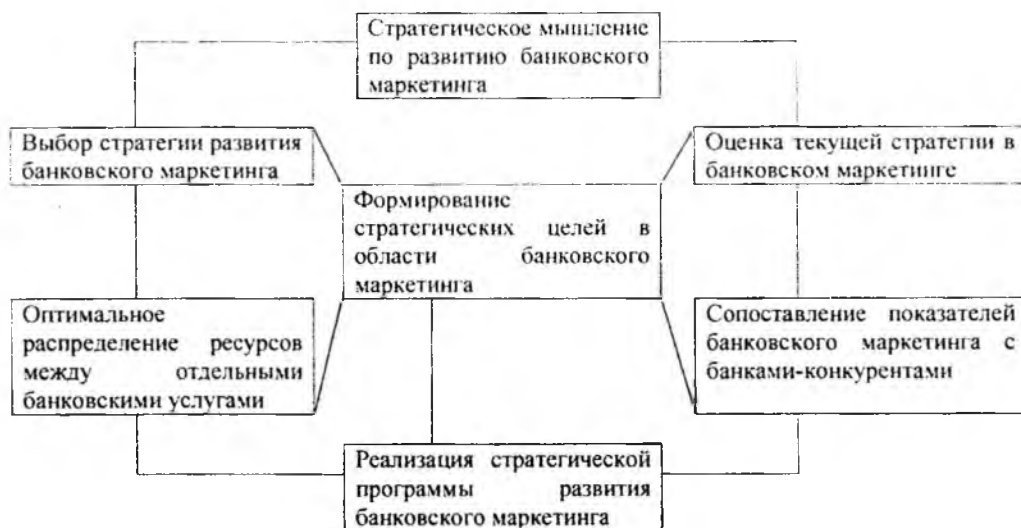 Стратегическое мышление
по развитию банковского
маркетинга
Выбор стратегии развития
банковского маркетинга
Оценка текущей стратегии в
банковском маркетинге
Формирование
стратегических целей в
области банковского
маркетинга
Оптимальное
распределение ресурсов
между отдельными
банковскими услугами
Сопоставление показателей
банковского маркетинга с
банками-конкурентами
Реализация стратегической
программы развития
банковского маркетинга